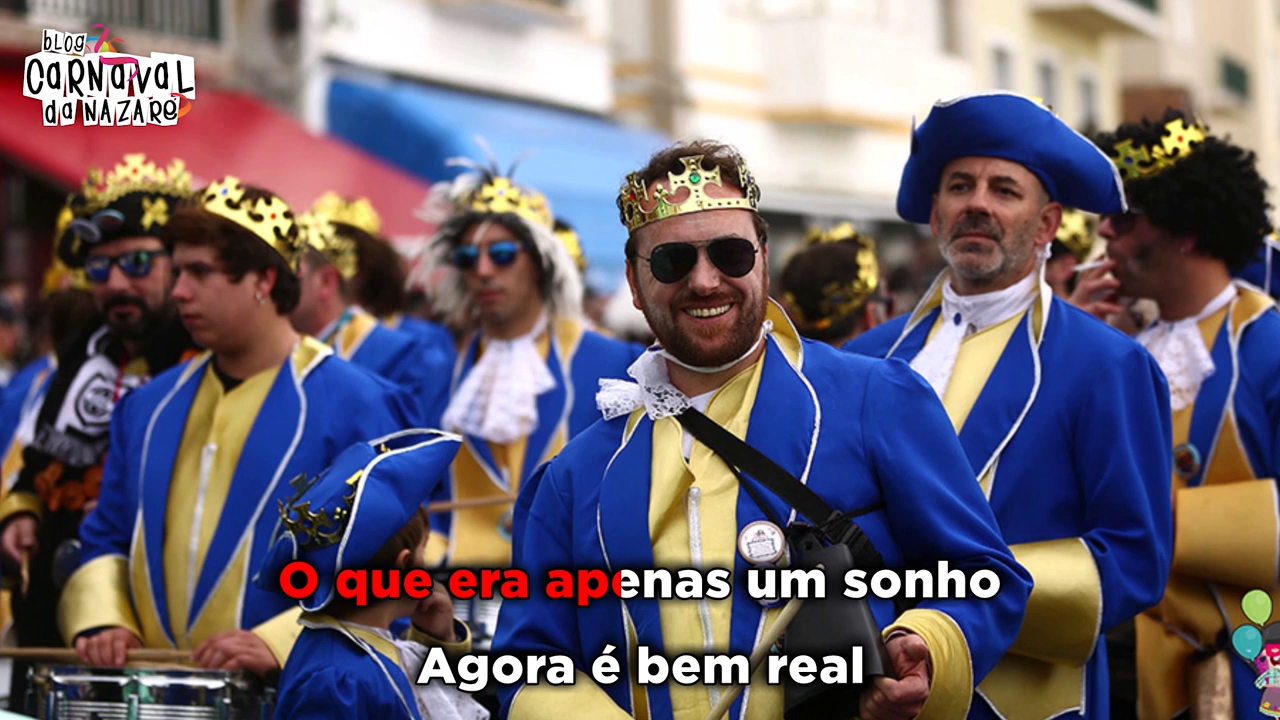 BLOG
CARNAVAL
da NAZARÉ
O que era apenas um sonho
Agora é bem real